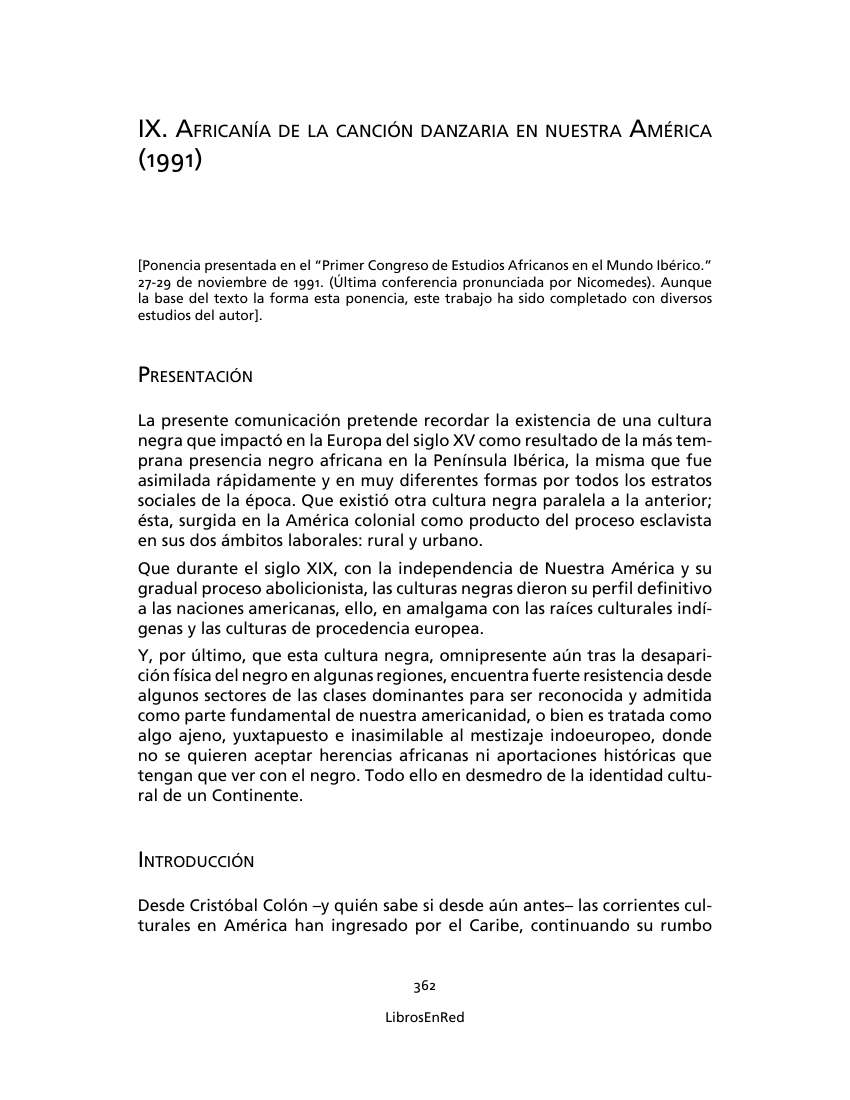 IX. Africanía de la canción danzaria en nuestra América
(1991)
[Ponencia presentada en el “Primer Congreso de Estudios Africanos en el Mundo Ibérico.”
27-29 de noviembre de 1991. (Última conferencia pronunciada por Nicomedes). Aunque
la base del texto la forma esta ponencia, este trabajo ha sido completado con diversos
estudios del autor].
Presentación
La presente comunicación pretende recordar la existencia de una cultura
negra que impactó en la Europa del siglo XV como resultado de la más tem-
prana presencia negro africana en la Península Ibérica, la misma que fue
asimilada rápidamente y en muy diferentes formas por todos los estratos
sociales de la época. Que existió otra cultura negra paralela a la anterior;
ésta, surgida en la América colonial como producto del proceso esclavista
en sus dos ámbitos laborales: rural y urbano.
Que durante el siglo XIX, con la independencia de Nuestra América y su
gradual proceso abolicionista, las culturas negras dieron su perfil definitivo
a las naciones americanas, ello, en amalgama con las raíces culturales indí-
genas y las culturas de procedencia europea.
Y, por último, que esta cultura negra, omnipresente aún tras la desapari-
ción física del negro en algunas regiones, encuentra fuerte resistencia desde
algunos sectores de las clases dominantes para ser reconocida y admitida
como parte fundamental de nuestra americanidad, o bien es tratada como
algo ajeno, yuxtapuesto e inasimilable al mestizaje indoeuropeo, donde
no se quieren aceptar herencias africanas ni aportaciones históricas que
tengan que ver con el negro. Todo ello en desmedro de la identidad cultu-
ral de un Continente.
Introducción
Desde Cristóbal Colón –y quién sabe si desde aún antes– las corrientes cul-
turales en América han ingresado por el Caribe, continuando su rumbo
362
LibrosEnRed